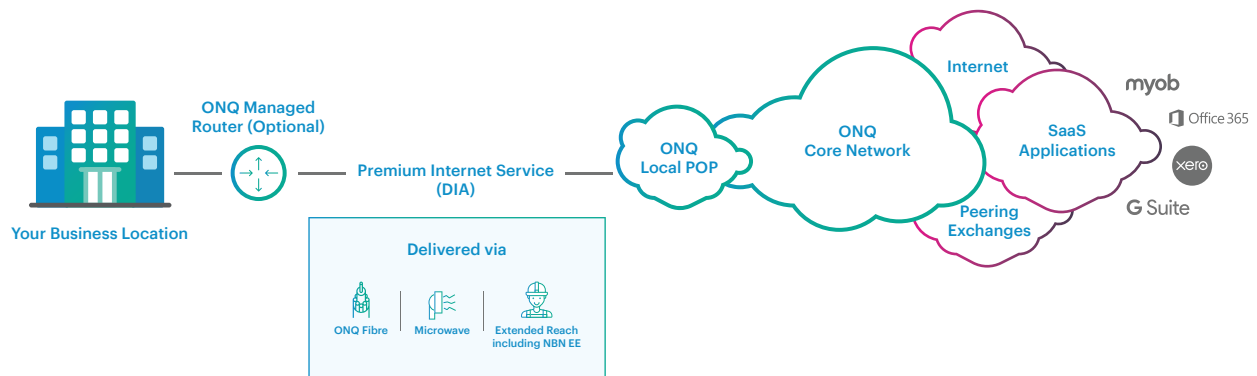 Your Business Location
ONQ Managed
Router (Optional)
Premium Internet Service
(DIA)
Delivered via
ONQ Fibre
Microwave
Extended Reach
including NBN EE
ONQ
Local POP
ONQ
Core Network
Internet
SaaS
Applications
Peering
Exchanges
myob
Office 365
xero
G Suite